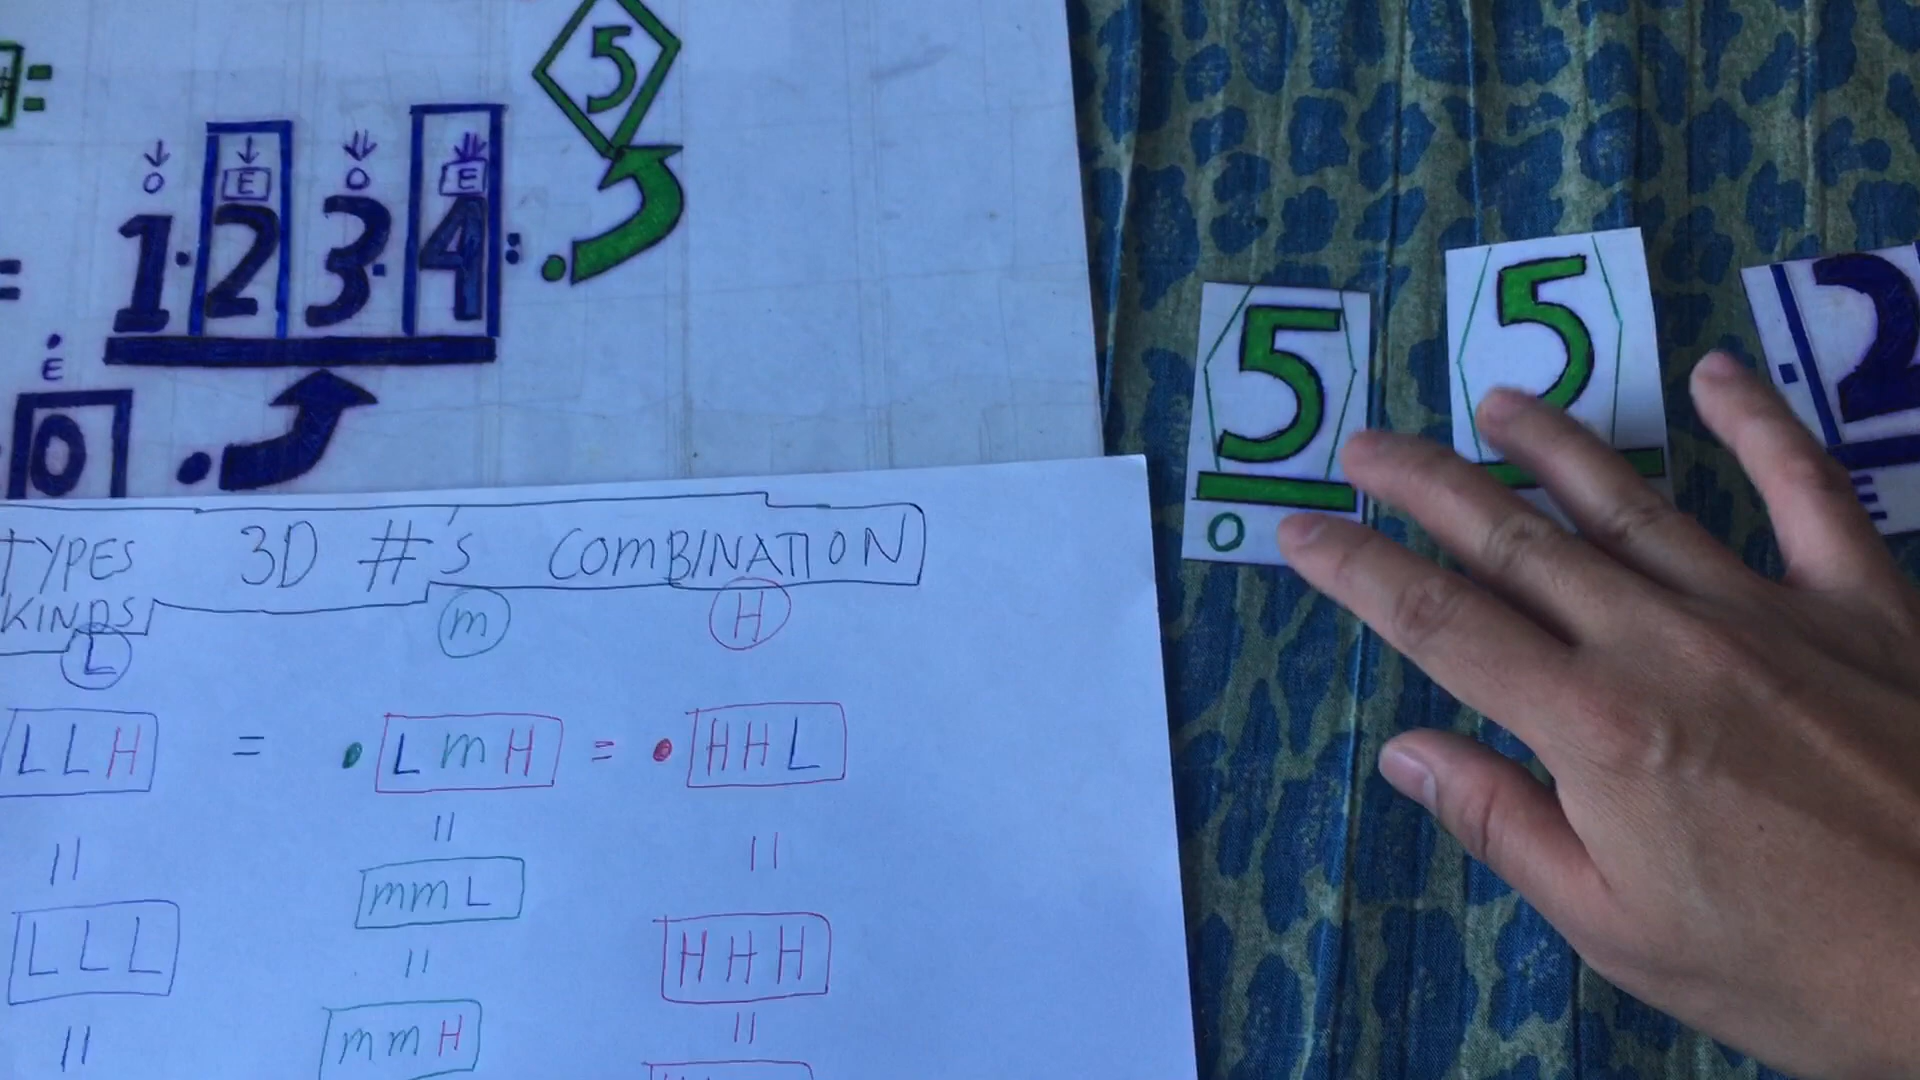 5
O E O E
1.2 3.4:
E
0
5 5 .2
O
TYPES 3D #'S COMBINATION
KINDS
L m H
LLH = . LmH = . HHL
LLL
mmL
HHH
mmH